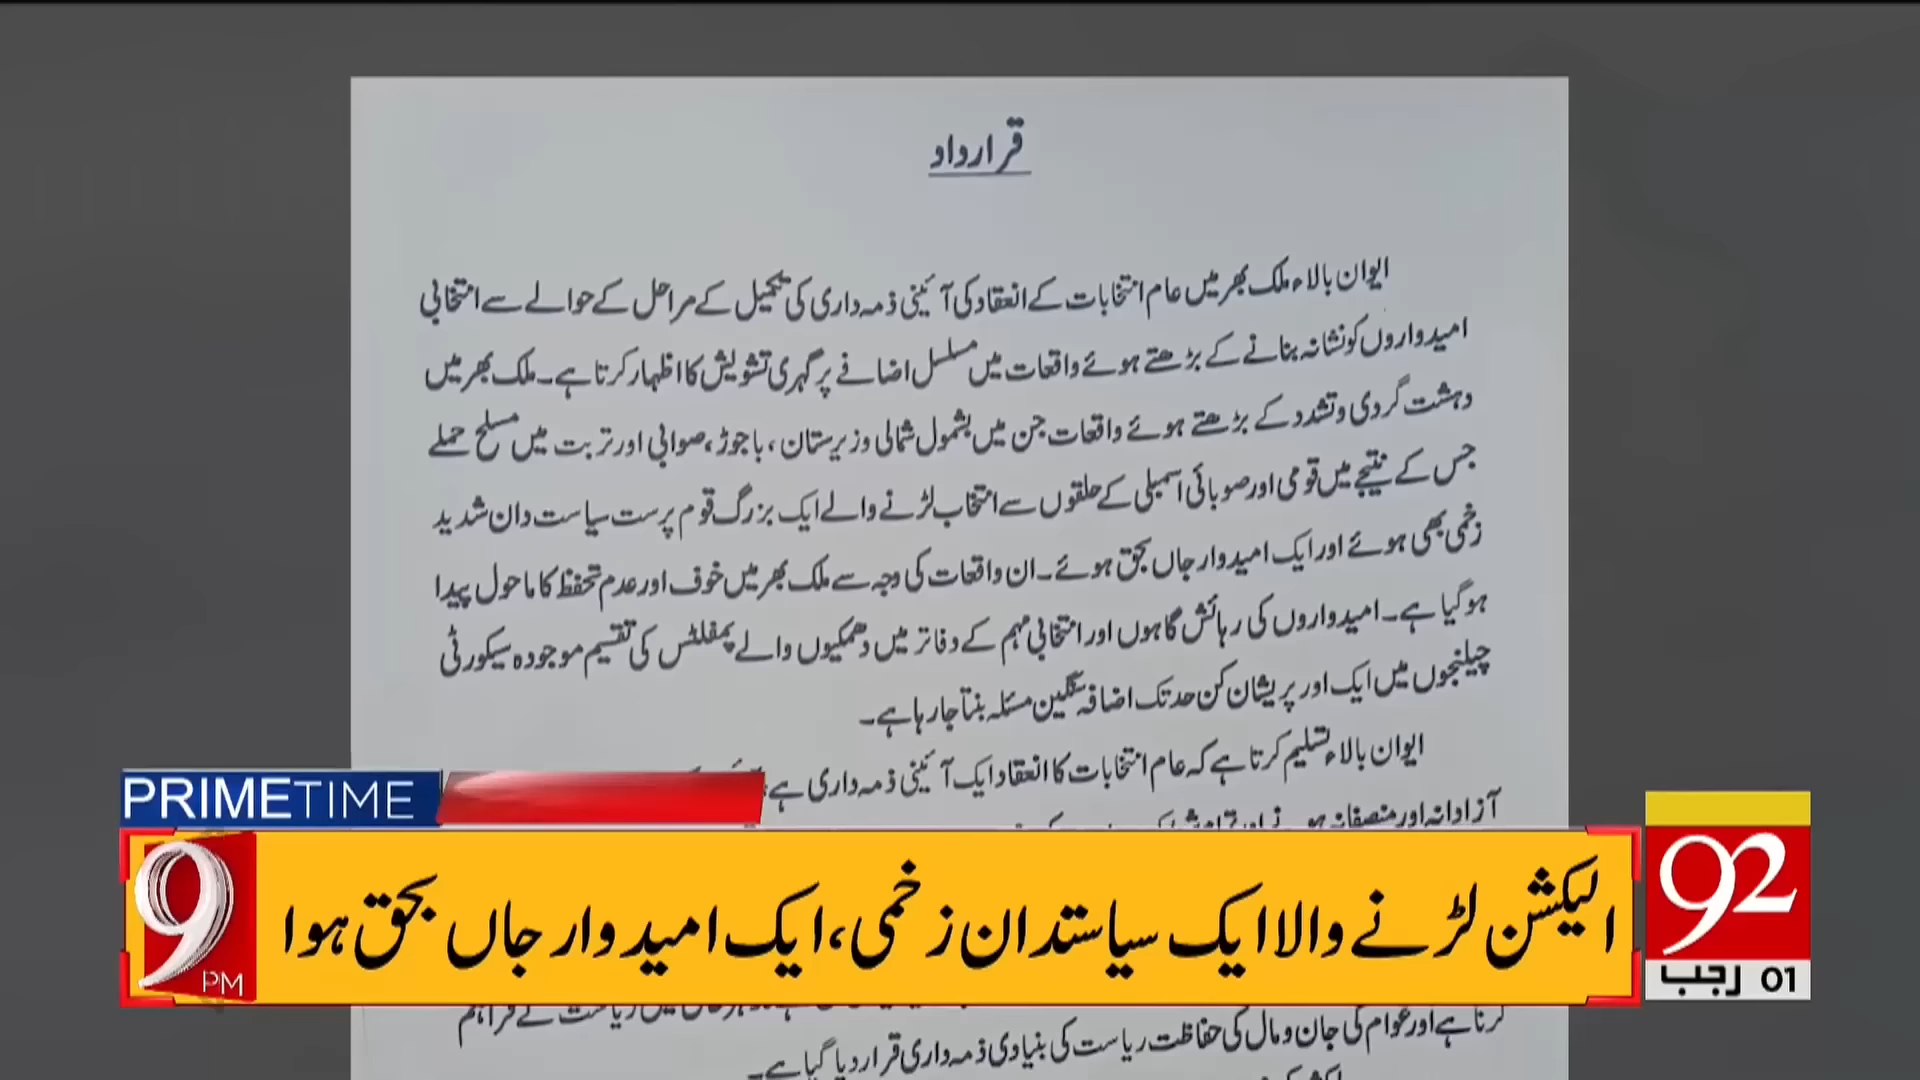 قرارداد
ایوان بالاء ملک بھر میں عام انتخابات کے انعقاد کی آئینی ذمہ داری کی تکمیل کے مراحل کے حوالے سے انتخابی
امیدواروں کو نشانہ بنانے کے بڑھتے ہوئے واقعات میں مسلسل اضافے پر گہری تشویش کا اظہار کرتا ہے۔ ملک بھر میں
دہشت گردی و تشدد کے بڑھتے ہوئے واقعات جن میں بشمول شمالی وزیرستان، باجوڑ، صوابی اور تربت میں مسلح حملے
جس کے نتیجے میں قومی اور صوبائی اسمبلی کے حلقوں سے انتخاب لڑنے والے ایک بزرگ قوم پرست سیاست دان شدید
زخمی بھی ہوئے اور ایک امیدوار جاں بحق ہوئے۔ ان واقعات کی وجہ سے ملک بھر میں خوف اور عدم تحفظ کا ماحول پیدا
ہو گیا ہے۔ امیدواروں کی رہائش گاہوں اور انتخابی مہم کے دفاتر میں دھمکیوں والے پمفلٹس کی تقسیم موجودہ سیکورٹی
چیلنجوں میں ایک اور پریشان کن حد تک اضافہ سنگین مسئلہ بنتا جا رہا ہے۔
ایوان بالاء تسلیم کرتا ہے کہ عام انتخابات کا انعقاد ایک آئینی ذمہ داری ہے
آزادانہ اور منصفانہ
PRIMETIME
9 PM
الیکشن لڑنے والا ایک سیاستدان زخمی، ایک امیدوار جاں بحق ہوا
92
01 رجب
کرتا ہے اور عوام کی جان و مال کی حفاظت ریاست کی بنیادی ذمہ داری قرار دیا گیا ہے۔